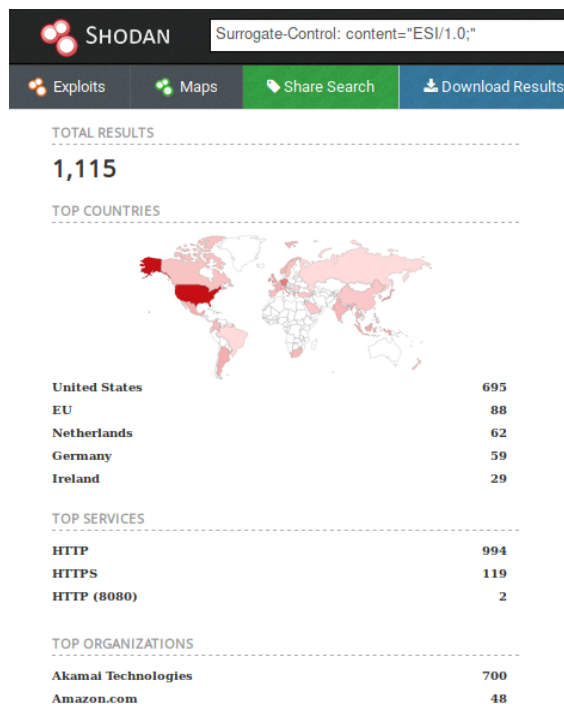 SHODAN
Surrogate-Control: content="ESI/1.0;"
Exploits Maps Share Search Download Results
TOTAL RESULTS
1,115
TOP COUNTRIES
United States 695
EU 88
Netherlands 62
Germany 59
Ireland 29
TOP SERVICES
HTTP 994
HTTPS 119
HTTP (8080) 2
TOP ORGANIZATIONS
Akamai Technologies 700
Amazon.com 48